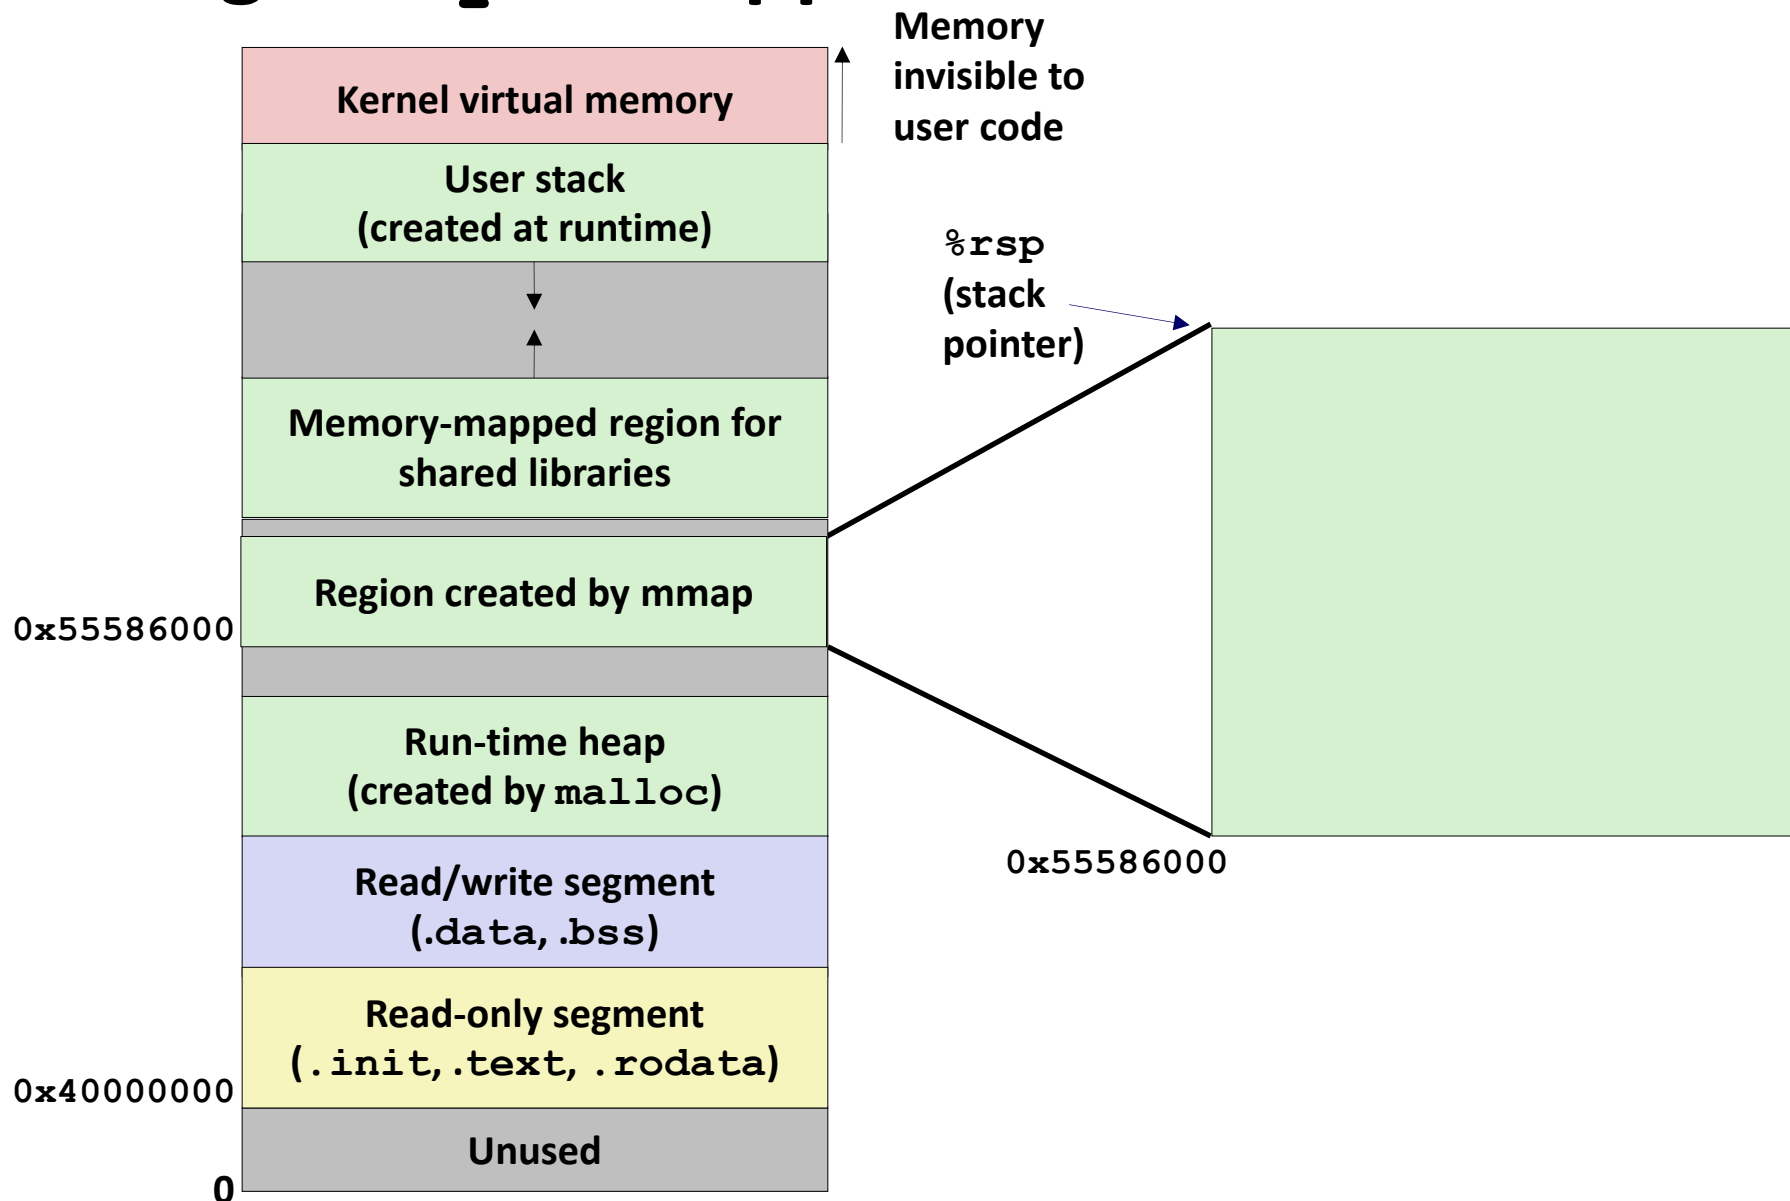 Memory
invisible to
user code
Kernel virtual memory
User stack
(created at runtime)
%rsp
(stack
pointer)
Memory-mapped region for
shared libraries
Region created by mmap
0x55586000
Run-time heap
(created by malloc)
0x55586000
Read/write segment
(.data, .bss)
Read-only segment
(.init, .text, .rodata)
0x40000000
Unused
0